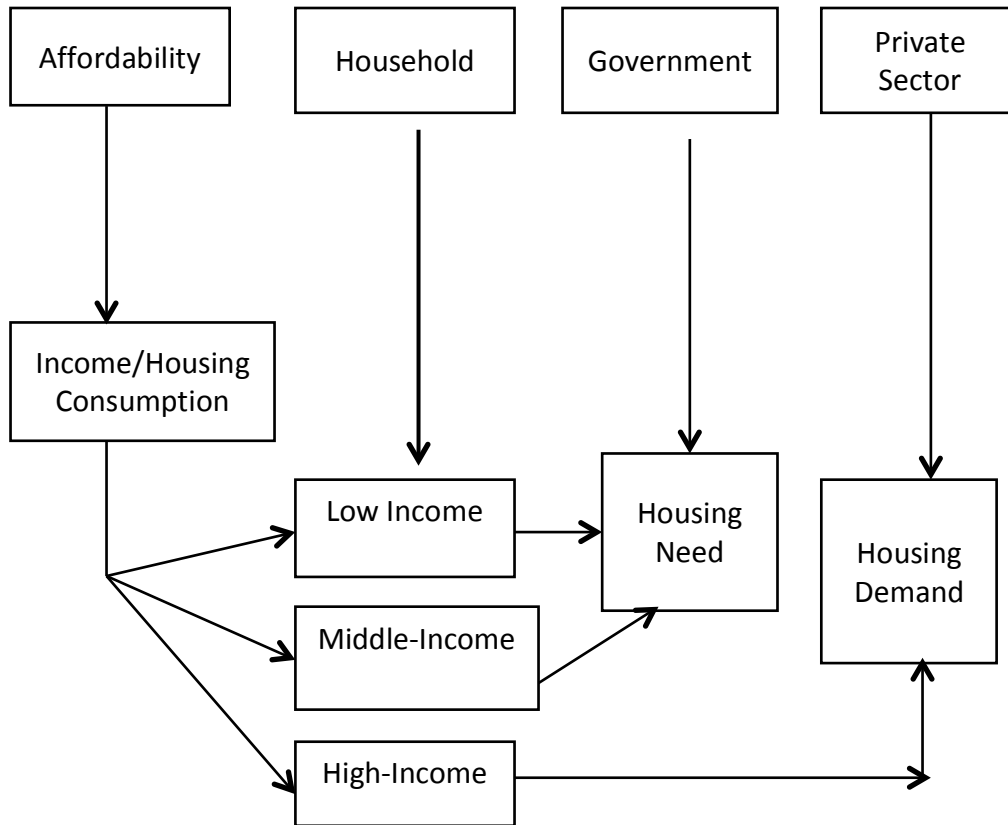 Affordability
Household
Government
Private
Sector
Income/Housing
Consumption
Low Income
Housing
Need
Housing
Demand
Middle-Income
High-Income